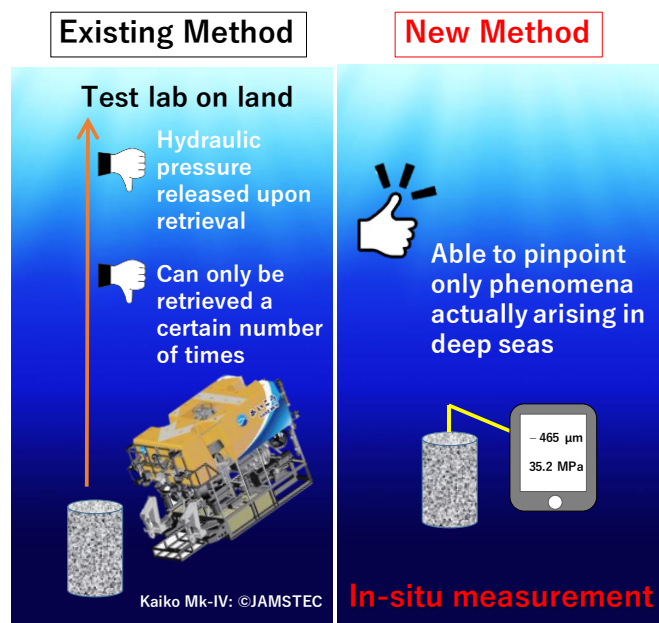 Existing Method
New Method
Test lab on land
Hydraulic
pressure
released upon
retrieval
Can only be
retrieved a
certain number
of times
Kaiko Mk-IV: ©JAMSTEC
Able to pinpoint
only phenomena
actually arising in
deep seas
– 465 μm
35.2 MPa
In-situ measurement